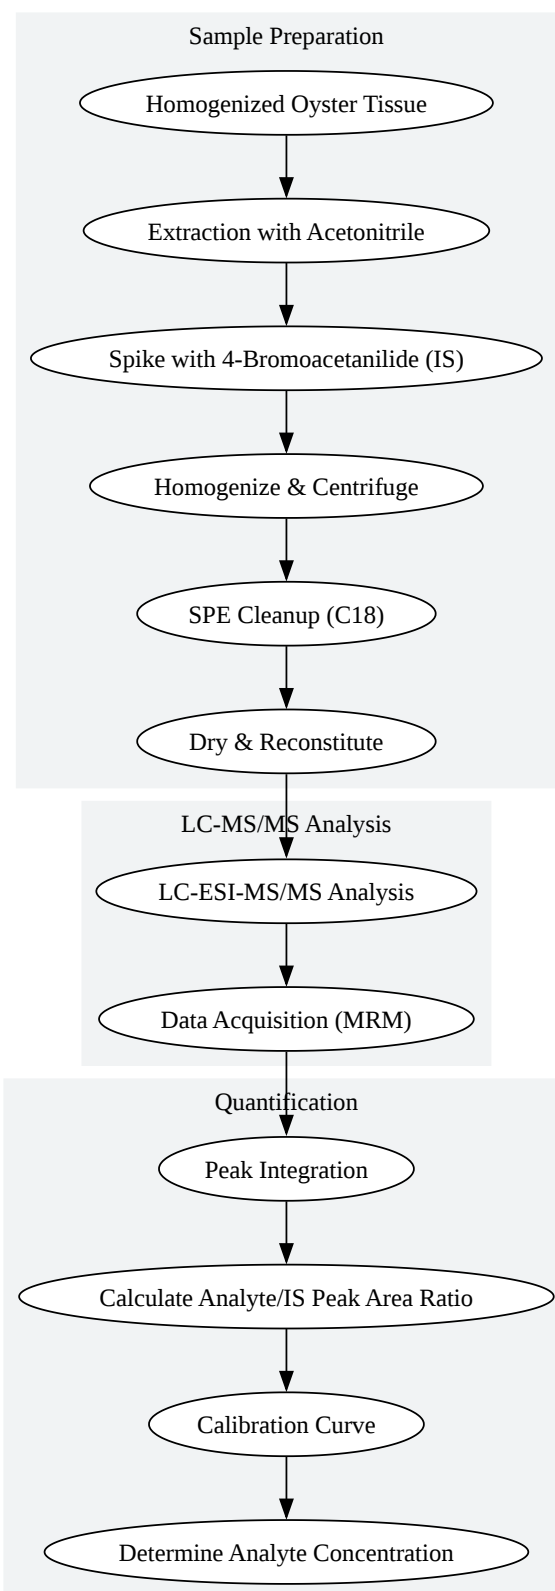 Sample Preparation
Homogenized Oyster Tissue
Extraction with Acetonitrile
Spike with 4-Bromoacetanilide (IS)
Homogenize & Centrifuge
SPE Cleanup (C18)
Dry & Reconstitute
LC-MS/MS Analysis
LC-ESI-MS/MS Analysis
Data Acquisition (MRM)
Quantification
Peak Integration
Calculate Analyte/IS Peak Area Ratio
Calibration Curve
Determine Analyte Concentration